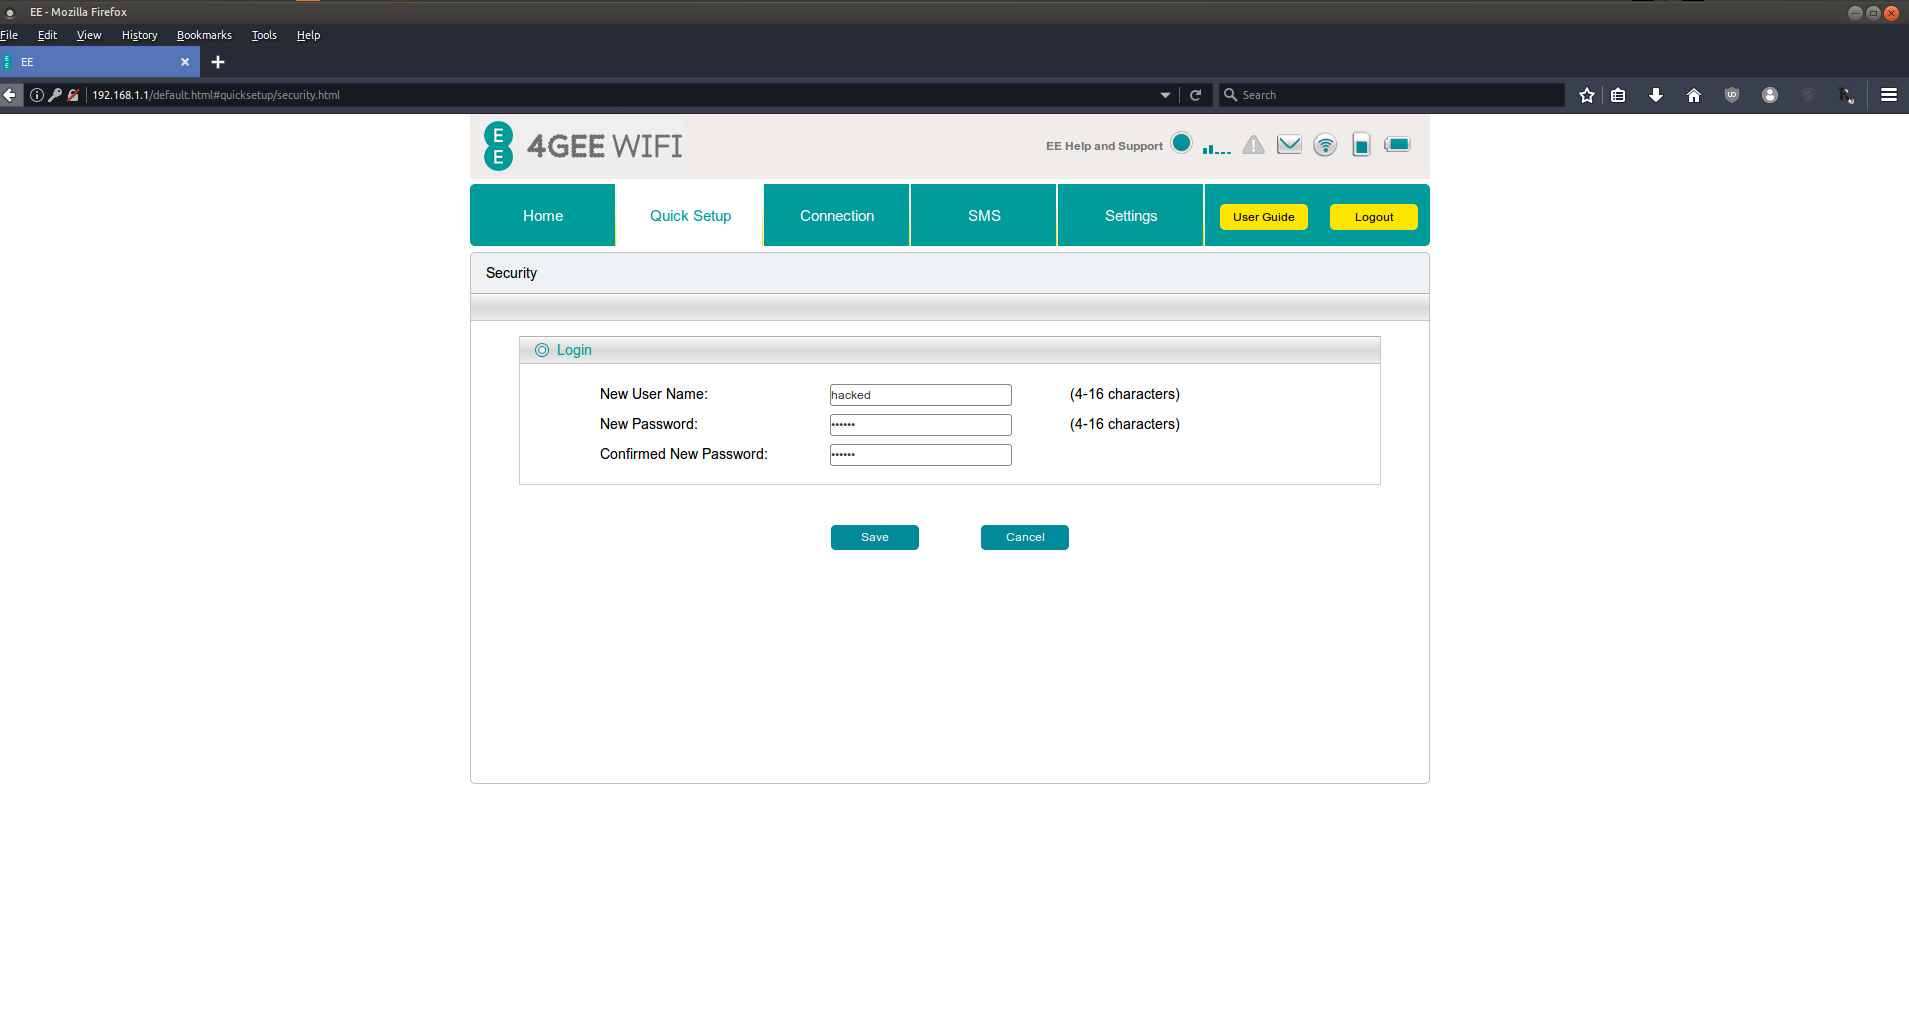 EE - Mozilla Firefox
File Edit View History Bookmarks Tools Help
EE
192.168.1.1/default.html#quicksetup/security.html
Search
E
E
4GEE WIFI
EE Help and Support
Home
Quick Setup
Connection
SMS
Settings
User Guide
Logout
Security
Login
New User Name:
hacked
(4-16 characters)
New Password:
••••••
(4-16 characters)
Confirmed New Password:
••••••
Save
Cancel